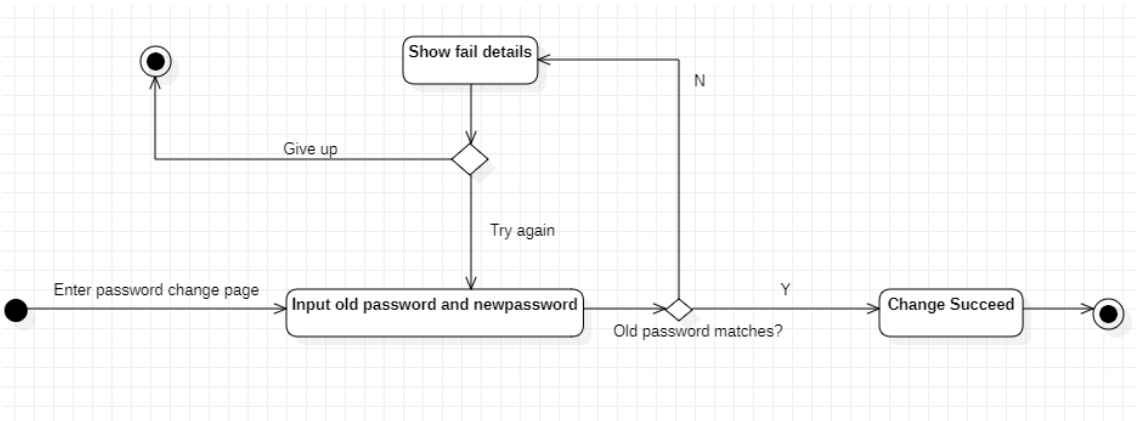 Show fail details
N
Give up
Try again
Enter password change page
Input old password and newpassword
Y
Change Succeed
Old password matches?